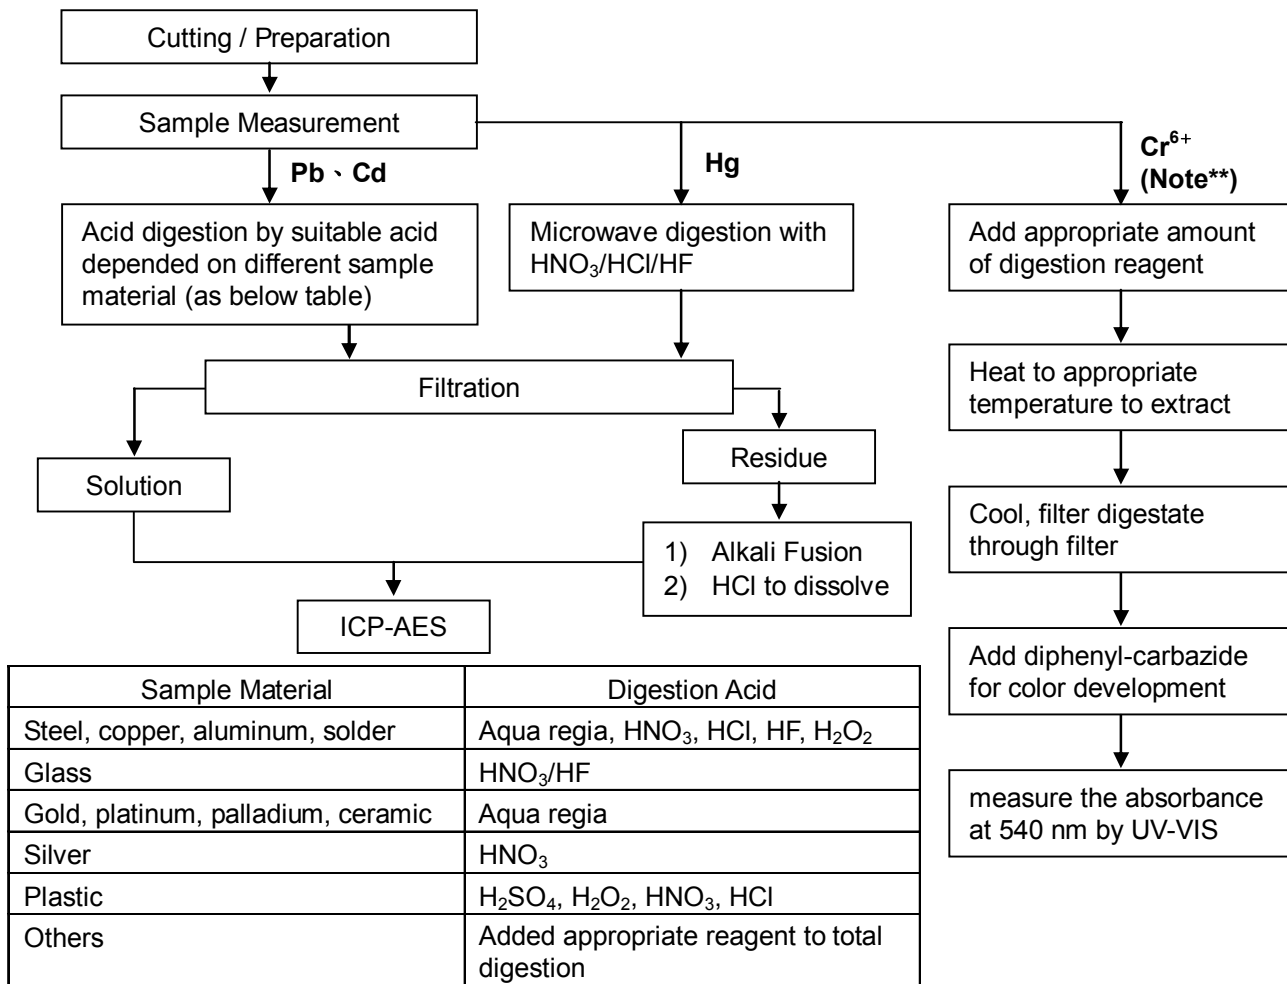 Cutting / Preparation
Sample Measurement
Pb、Cd
Hg
Cr⁶⁺
(Note**)
Acid digestion by suitable acid
depended on different sample
material (as below table)
Microwave digestion with
HNO₃/HCl/HF
Add appropriate amount
of digestion reagent
Filtration
Heat to appropriate
temperature to extract
Solution
Residue
1) Alkali Fusion
2) HCl to dissolve
Cool, filter digestate
through filter
ICP-AES
Add diphenyl-carbazide
for color development
measure the absorbance
at 540 nm by UV-VIS
Sample Material Digestion Acid
Steel, copper, aluminum, solder Aqua regia, HNO₃, HCl, HF, H₂O₂
Glass HNO₃/HF
Gold, platinum, palladium, ceramic Aqua regia
Silver HNO₃
Plastic H₂SO₄, H₂O₂, HNO₃, HCl
Others Added appropriate reagent to total
digestion